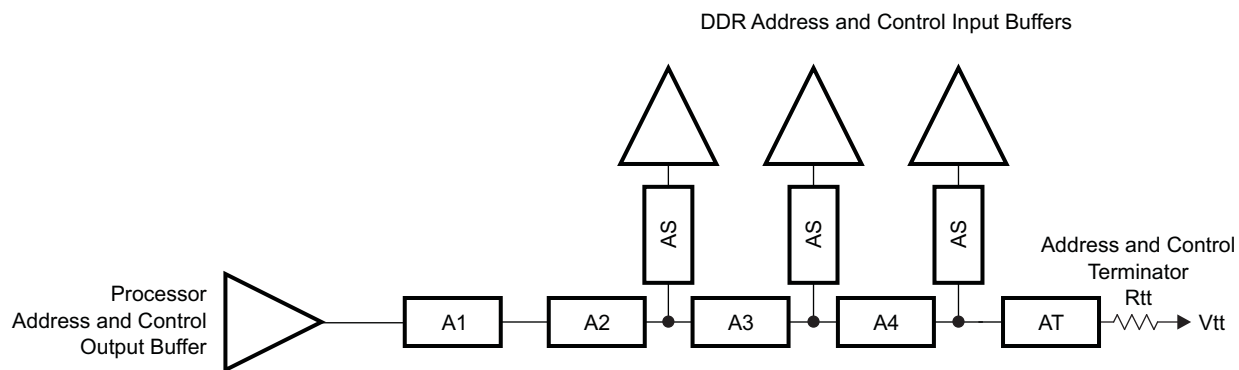 DDR Address and Control Input Buffers
AS
AS
AS
Address and Control
Terminator
Rtt
Processor
Address and Control
Output Buffer
A1
A2
A3
A4
AT
Vtt